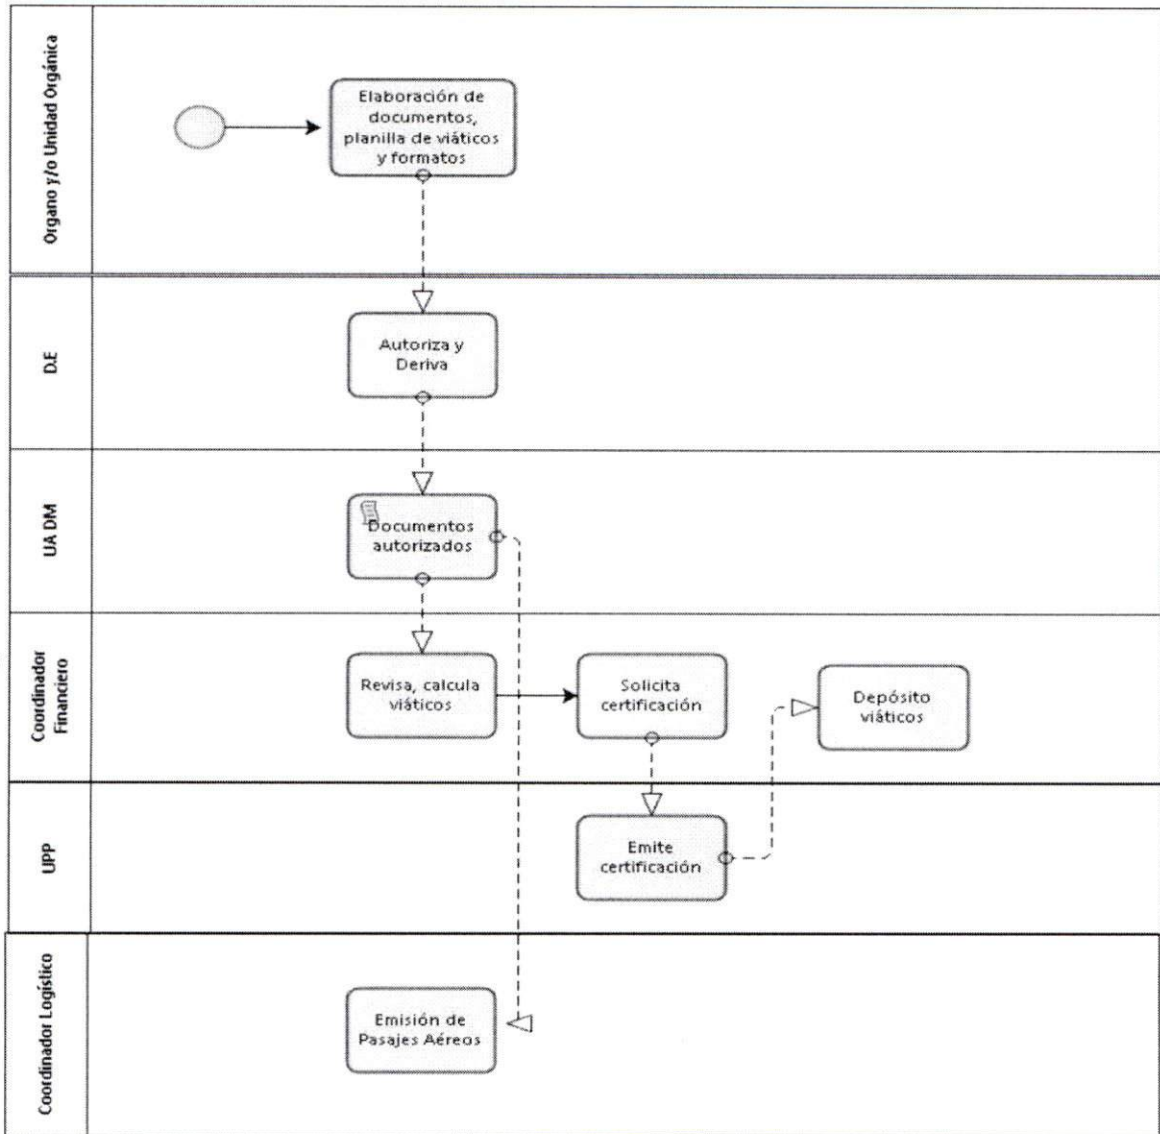 Organo y/o Unidad Orgánica
Elaboración de
documentos,
planilla de viáticos
y formatos
D.E
Autoriza y
Deriva
UA DM
Documentos
autorizados
Coordinador
Financiero
Revisa, calcula
viáticos
Solicita
certificación
Depósito
viáticos
UPP
Emite
certificación
Coordinador Logístico
Emisión de
Pasajes Aéreos